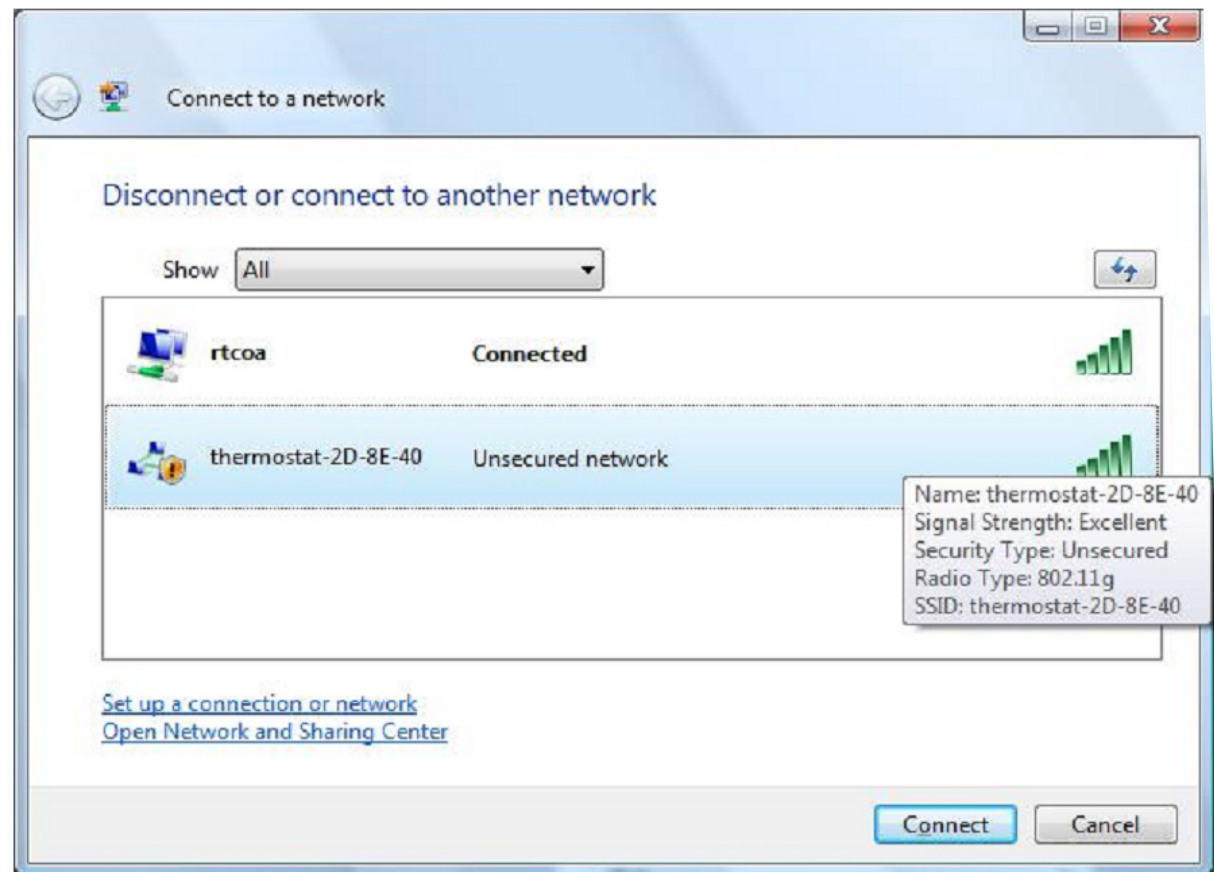 Connect to a network
Disconnect or connect to another network
Show All
rtcoa Connected
thermostat-2D-8E-40 Unsecured network
Name: thermostat-2D-8E-40
Signal Strength: Excellent
Security Type: Unsecured
Radio Type: 802.11g
SSID: thermostat-2D-8E-40
Set up a connection or network
Open Network and Sharing Center
Connect Cancel